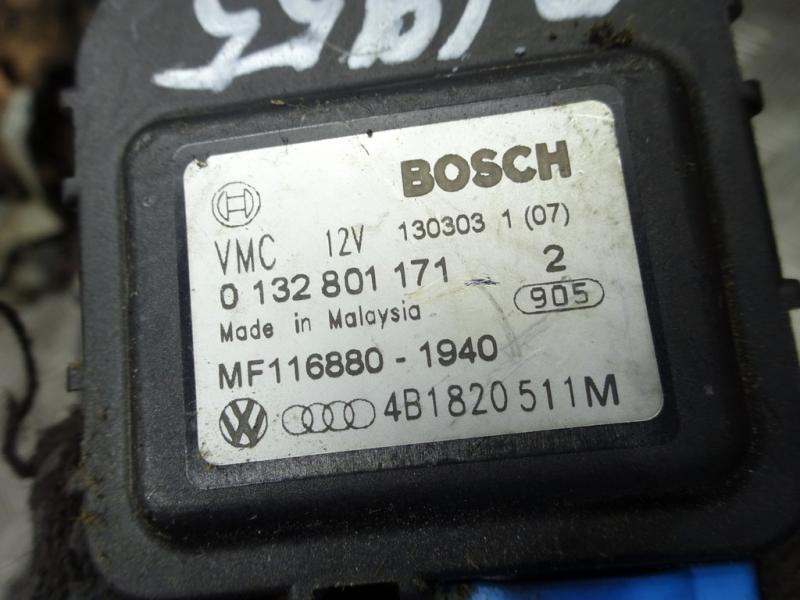 BOSCH
VMC 12V 130303 1 (07)
0 132 801 171 2
905
Made in Malaysia
MF116880 - 1940
4B1820511M